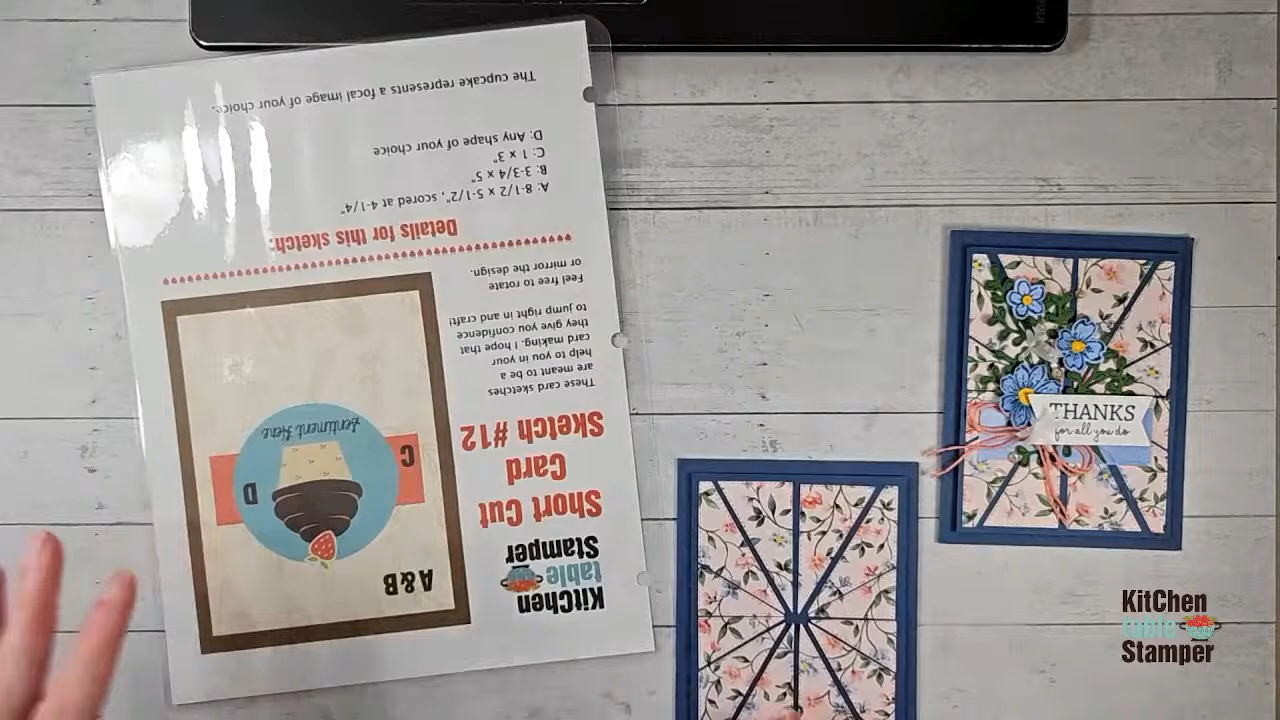 KitChen
table
Stamper
Short Cut
Card
Sketch #12
These card sketches
are meant to be a
help to you in your
card making. I hope that
they give you confidence
to jump right in and craft!
Feel free to rotate
or mirror the design.
A&B
C
D
Sentiment Here
Details for this sketch:
A: 8-1/2 x 5-1/2", scored at 4-1/4"
B: 3-3/4 x 5"
C: 1 x 3"
D: Any shape of your choice
The cupcake represents a focal image of your choice.
THANKS
for all you do
KitChen
table
Stamper